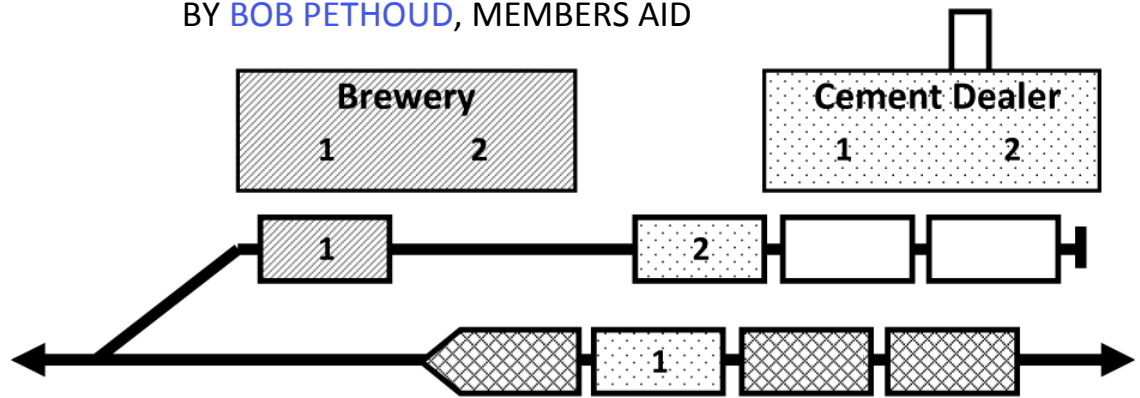 BY BOB PETHOUD, MEMBERS AID
Brewery
1 2
Cement Dealer
1 2
1
2
1